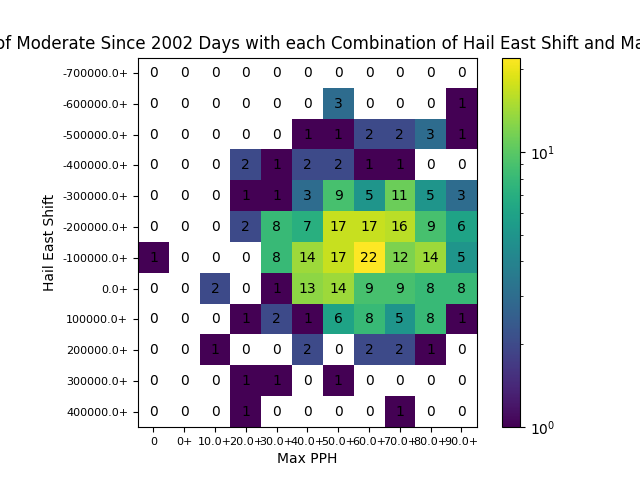 of Moderate Since 2002 Days with each Combination of Hail East Shift and Ma
-700000.0+ 0 0 0 0 0 0 0 0 0 0 0
-600000.0+ 0 0 0 0 0 0 3 0 0 0 1
-500000.0+ 0 0 0 0 0 1 1 2 2 3 1
-400000.0+ 0 0 0 2 1 2 2 1 1 0 0
-300000.0+ 0 0 0 1 1 3 9 5 11 5 3
-200000.0+ 0 0 0 2 8 7 17 17 16 9 6
-100000.0+ 1 0 0 0 8 14 17 22 12 14 5
0.0+ 0 0 2 0 1 13 14 9 9 8 8
100000.0+ 0 0 0 1 2 1 6 8 5 8 1
200000.0+ 0 0 1 0 0 2 0 2 2 1 0
300000.0+ 0 0 0 1 1 0 1 0 0 0 0
400000.0+ 0 0 0 1 0 0 0 0 1 0 0
0 0+ 10.0+ 20.0+ 30.0+ 40.0+ 50.0+ 60.0+ 70.0+ 80.0+ 90.0+
Max PPH
Hail East Shift
10^1
10^0